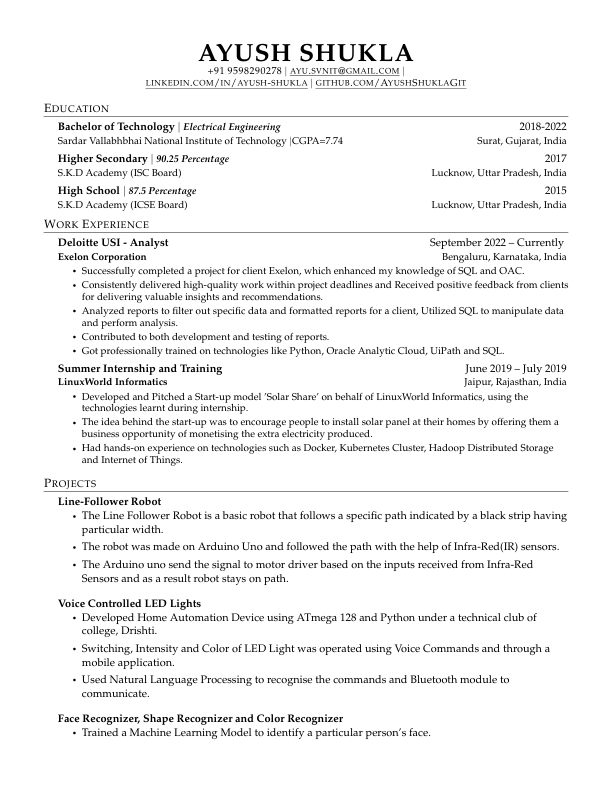 AYUSH SHUKLA
+91 9598290278 | AYU.SVNIT@GMAIL.COM |
LINKEDIN.COM/IN/AYUSH-SHUKLA | GITHUB.COM/AYUSHSHUKLAGIT
EDUCATION
Bachelor of Technology | Electrical Engineering 2018-2022
Sardar Vallabhbhai National Institute of Technology |CGPA=7.74 Surat, Gujarat, India
Higher Secondary | 90.25 Percentage 2017
S.K.D Academy (ISC Board) Lucknow, Uttar Pradesh, India
High School | 87.5 Percentage 2015
S.K.D Academy (ICSE Board) Lucknow, Uttar Pradesh, India
WORK EXPERIENCE
Deloitte USI - Analyst September 2022 – Currently
Exelon Corporation Bengaluru, Karnataka, India
• Successfully completed a project for client Exelon, which enhanced my knowledge of SQL and OAC.
• Consistently delivered high-quality work within project deadlines and Received positive feedback from clients
for delivering valuable insights and recommendations.
• Analyzed reports to filter out specific data and formatted reports for a client, Utilized SQL to manipulate data
and perform analysis.
• Contributed to both development and testing of reports.
• Got professionally trained on technologies like Python, Oracle Analytic Cloud, UiPath and SQL.
Summer Internship and Training June 2019 – July 2019
LinuxWorld Informatics Jaipur, Rajasthan, India
• Developed and Pitched a Start-up model ’Solar Share’ on behalf of LinuxWorld Informatics, using the
technologies learnt during internship.
• The idea behind the start-up was to encourage people to install solar panel at their homes by offering them a
business opportunity of monetising the extra electricity produced.
• Had hands-on experience on technologies such as Docker, Kubernetes Cluster, Hadoop Distributed Storage
and Internet of Things.
PROJECTS
Line-Follower Robot
• The Line Follower Robot is a basic robot that follows a specific path indicated by a black strip having
particular width.
• The robot was made on Arduino Uno and followed the path with the help of Infra-Red(IR) sensors.
• The Arduino uno send the signal to motor driver based on the inputs received from Infra-Red
Sensors and as a result robot stays on path.
Voice Controlled LED Lights
• Developed Home Automation Device using ATmega 128 and Python under a technical club of
college, Drishti.
• Switching, Intensity and Color of LED Light was operated using Voice Commands and through a
mobile application.
• Used Natural Language Processing to recognise the commands and Bluetooth module to
communicate.
Face Recognizer, Shape Recognizer and Color Recognizer
• Trained a Machine Learning Model to identify a particular person’s face.